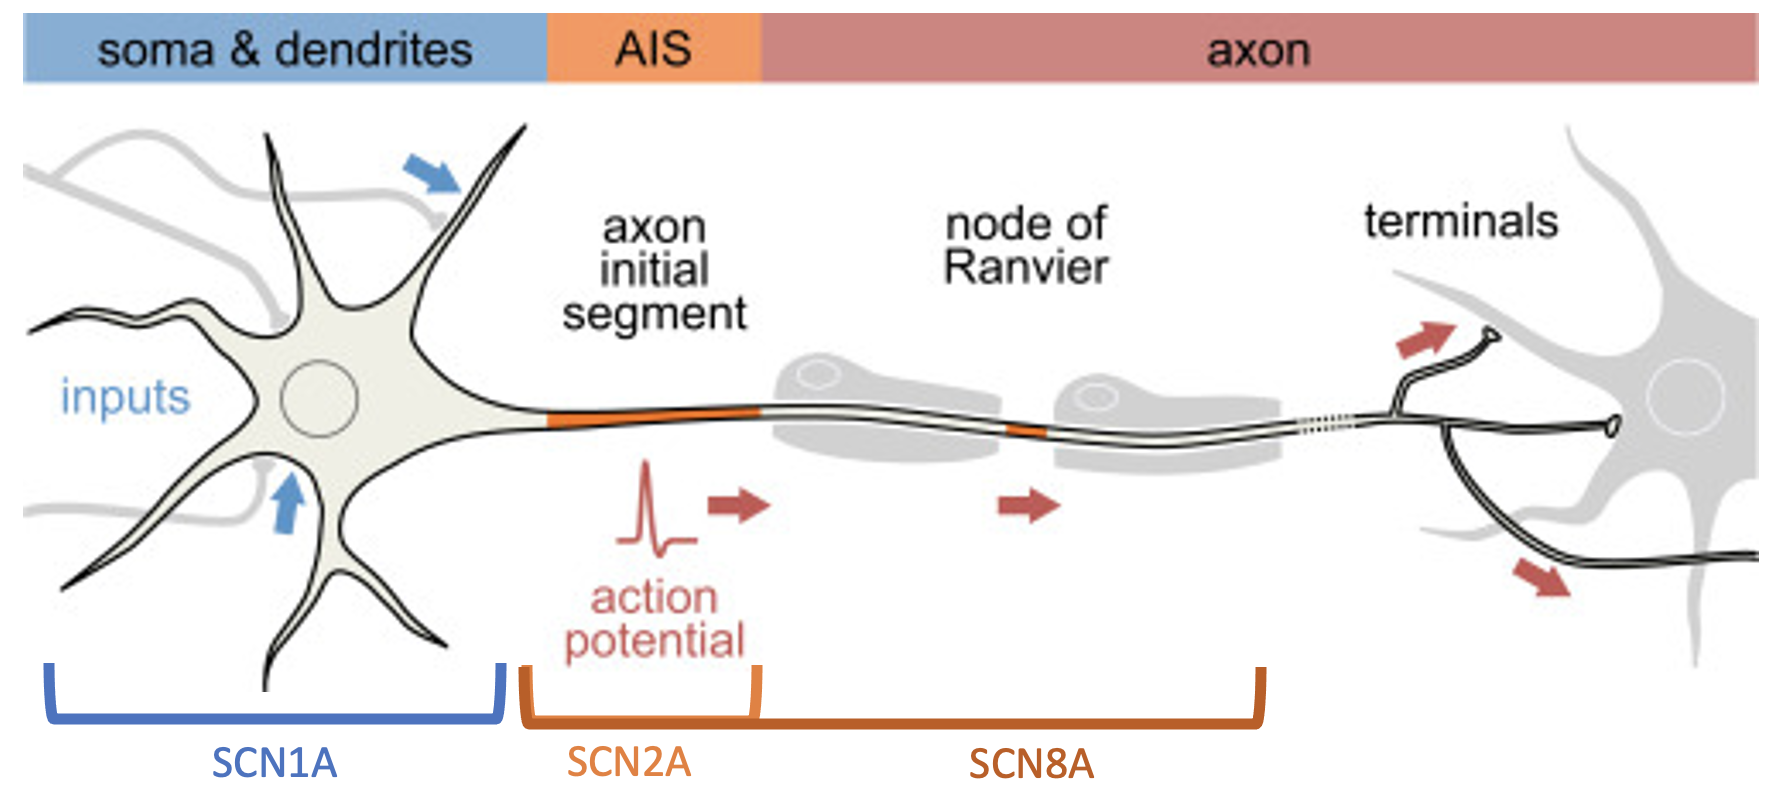 soma & dendrites
AIS
axon
axon
initial
segment
node of
Ranvier
terminals
inputs
action
potential
SCN1A
SCN2A
SCN8A